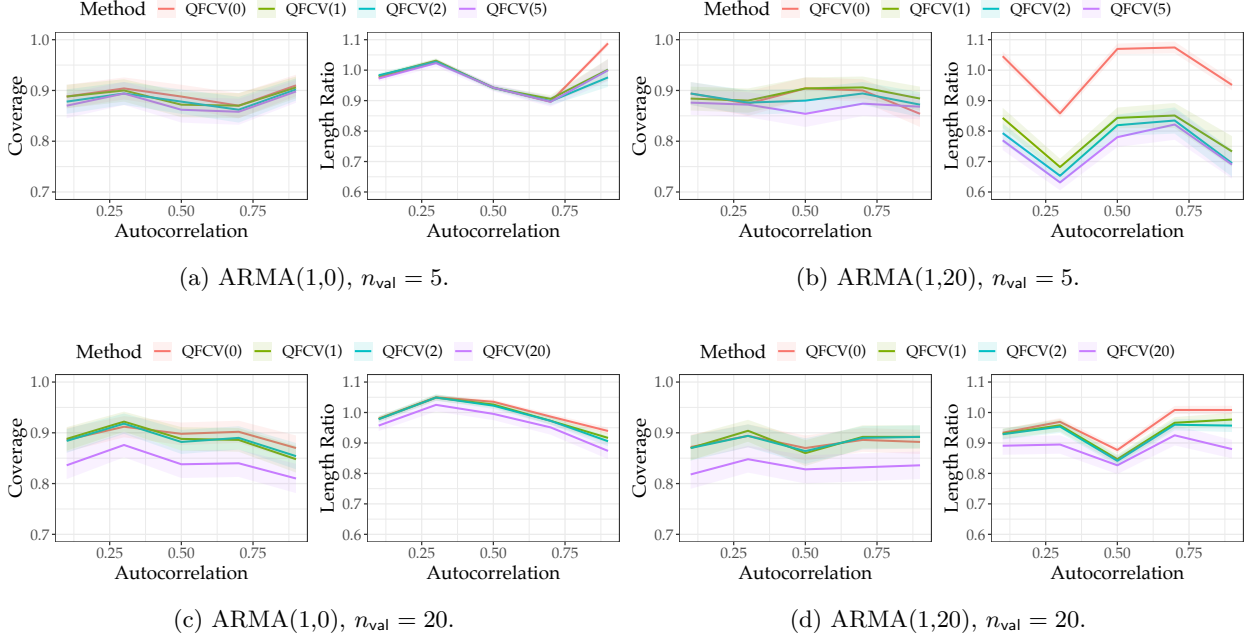 Method QFCV(0) QFCV(1) QFCV(2) QFCV(5)
1.0
0.9
0.8
0.7
Coverage
0.25 0.50 0.75
Autocorrelation
1.1
1.0
0.9
0.8
0.7
0.6
Length Ratio
0.25 0.50 0.75
Autocorrelation
(a) ARMA(1,0), n_val = 5.
Method QFCV(0) QFCV(1) QFCV(2) QFCV(5)
1.0
0.9
0.8
0.7
Coverage
0.25 0.50 0.75
Autocorrelation
1.1
1.0
0.9
0.8
0.7
0.6
Length Ratio
0.25 0.50 0.75
Autocorrelation
(b) ARMA(1,20), n_val = 5.
Method QFCV(0) QFCV(1) QFCV(2) QFCV(20)
1.0
0.9
0.8
0.7
Coverage
0.25 0.50 0.75
Autocorrelation
1.1
1.0
0.9
0.8
0.7
0.6
Length Ratio
0.25 0.50 0.75
Autocorrelation
(c) ARMA(1,0), n_val = 20.
Method QFCV(0) QFCV(1) QFCV(2) QFCV(20)
1.0
0.9
0.8
0.7
Coverage
0.25 0.50 0.75
Autocorrelation
1.1
1.0
0.9
0.8
0.7
0.6
Length Ratio
0.25 0.50 0.75
Autocorrelation
(d) ARMA(1,20), n_val = 20.